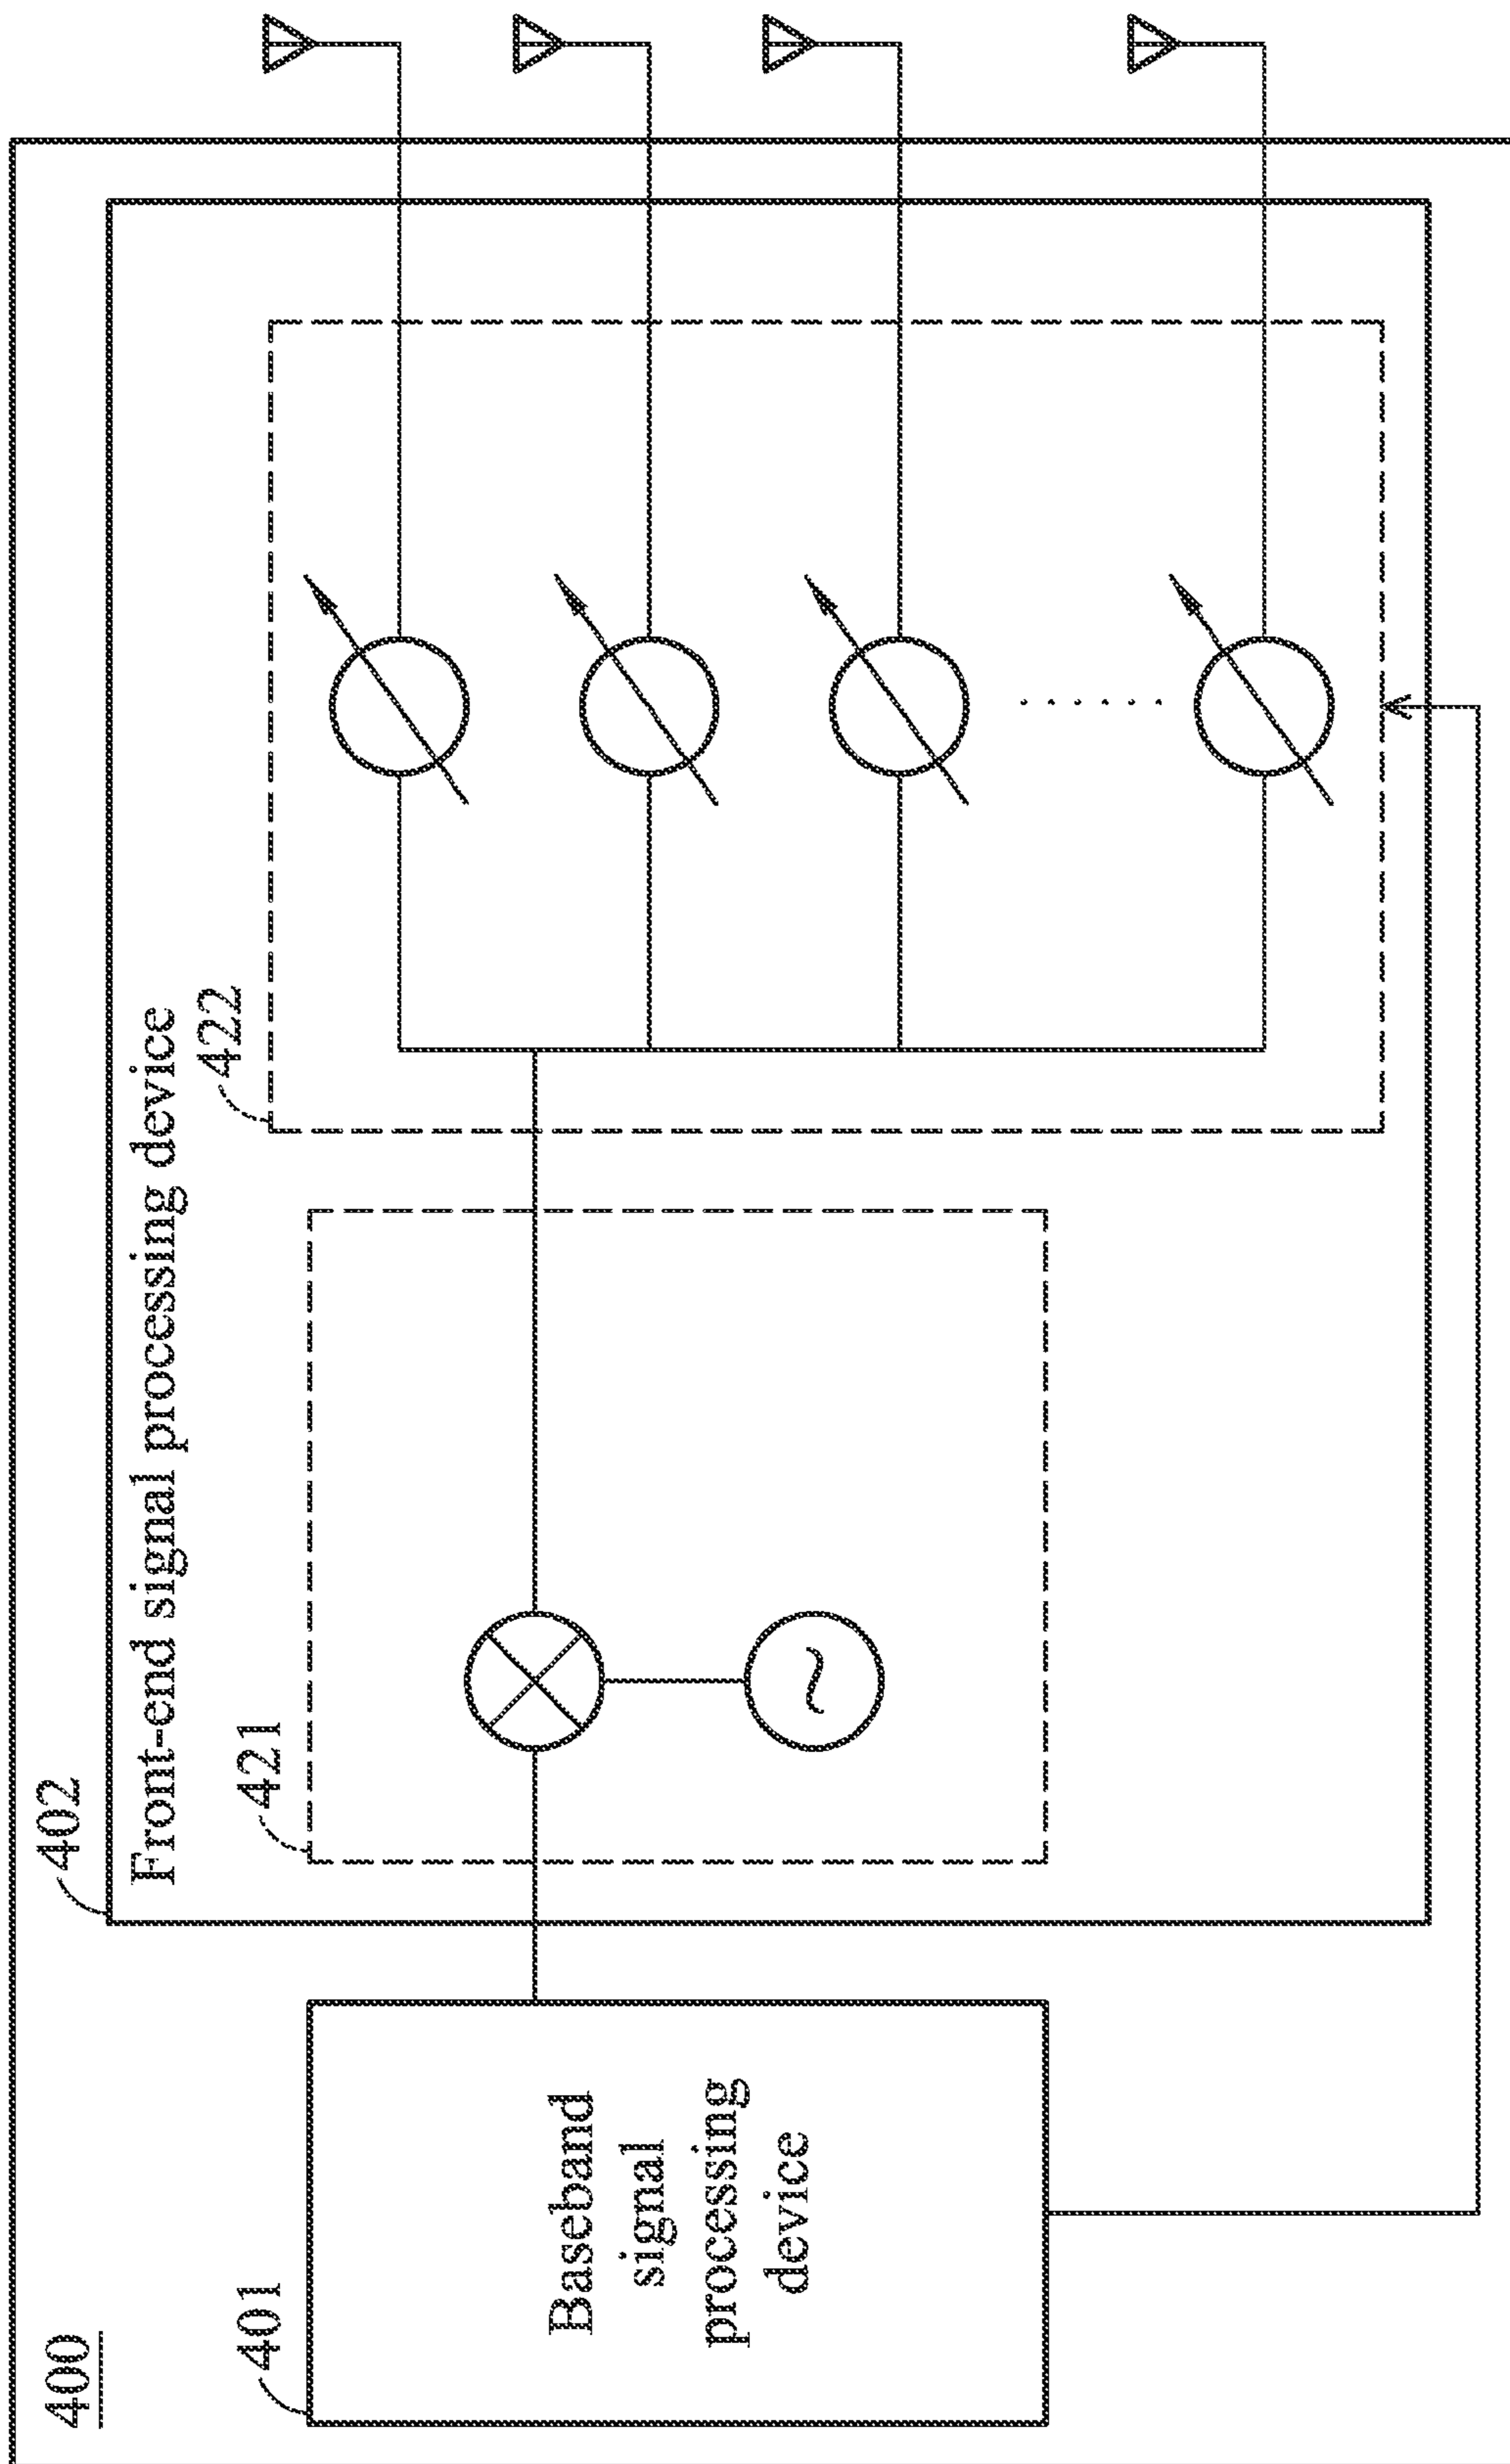 400
402
Front-end signal processing device
401
421
422
Baseband
signal
processing
device